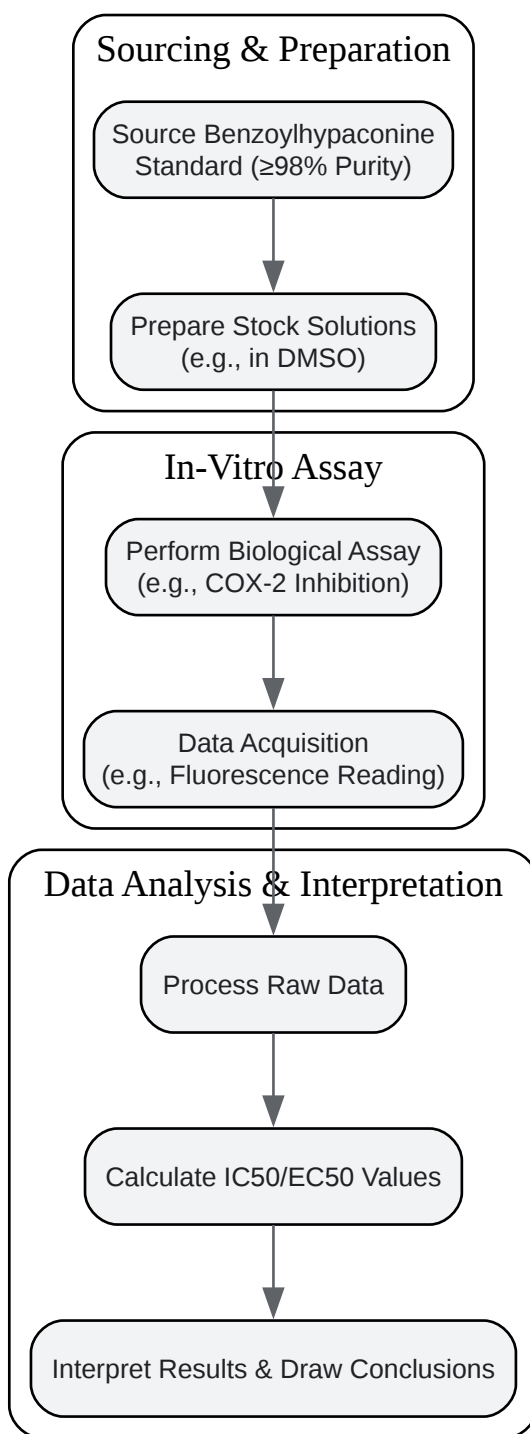 Sourcing & Preparation
Source Benzoylhypaconine
Standard (≥98% Purity)
Prepare Stock Solutions
(e.g., in DMSO)
In-Vitro Assay
Perform Biological Assay
(e.g., COX-2 Inhibition)
Data Acquisition
(e.g., Fluorescence Reading)
Data Analysis & Interpretation
Process Raw Data
Calculate IC50/EC50 Values
Interpret Results & Draw Conclusions